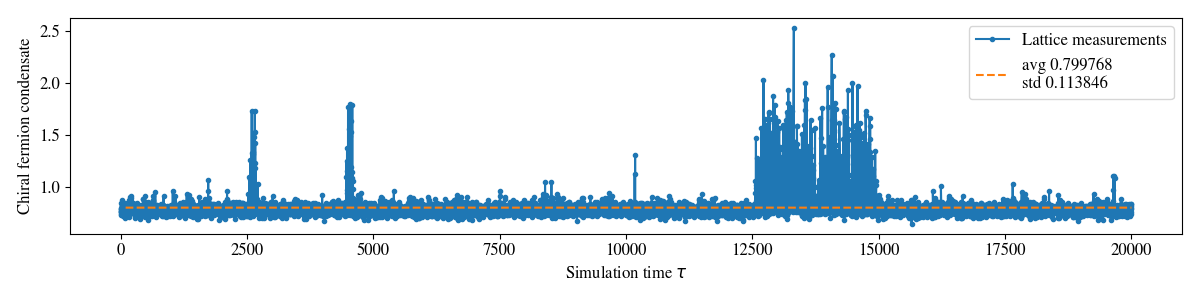 2.5
2.0
1.5
1.0
Chiral fermion condensate
0
2500
5000
7500
10000
12500
15000
17500
20000
Simulation time τ
Lattice measurements
avg 0.799768
std 0.113846